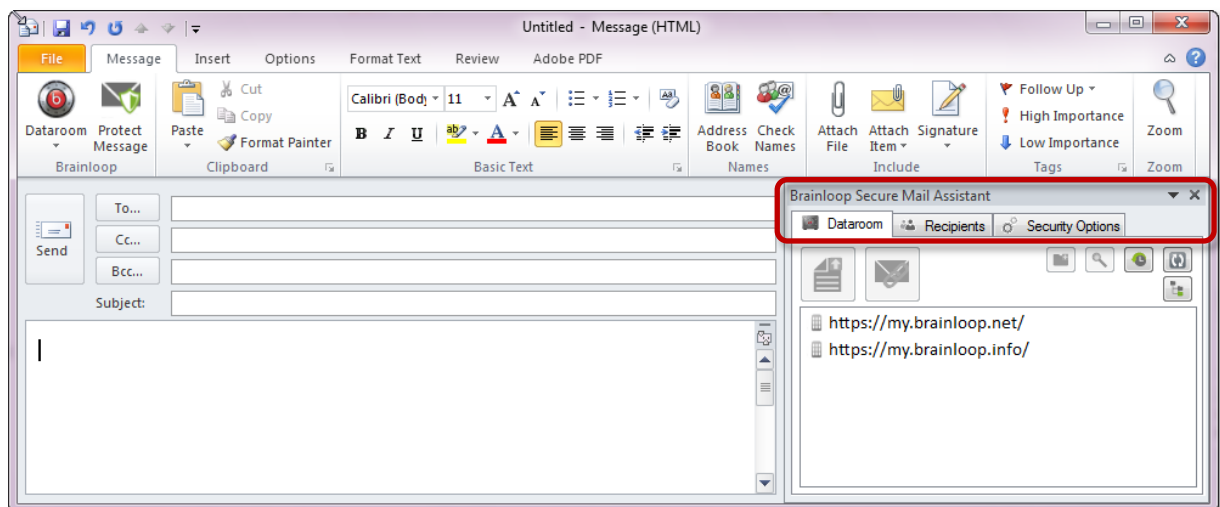 Untitled - Message (HTML)
File Message Insert Options Format Text Review Adobe PDF
Dataroom
Protect Message
Brainloop
Paste
Cut
Copy
Format Painter
Clipboard
Calibri (Body 11
B I U
Basic Text
Address Book
Check Names
Names
Attach File
Attach Item
Signature
Include
Follow Up
High Importance
Low Importance
Tags
Zoom
Zoom
Send
To...
Cc...
Bcc...
Subject:
Brainloop Secure Mail Assistant
Dataroom Recipients Security Options
https://my.brainloop.net/
https://my.brainloop.info/